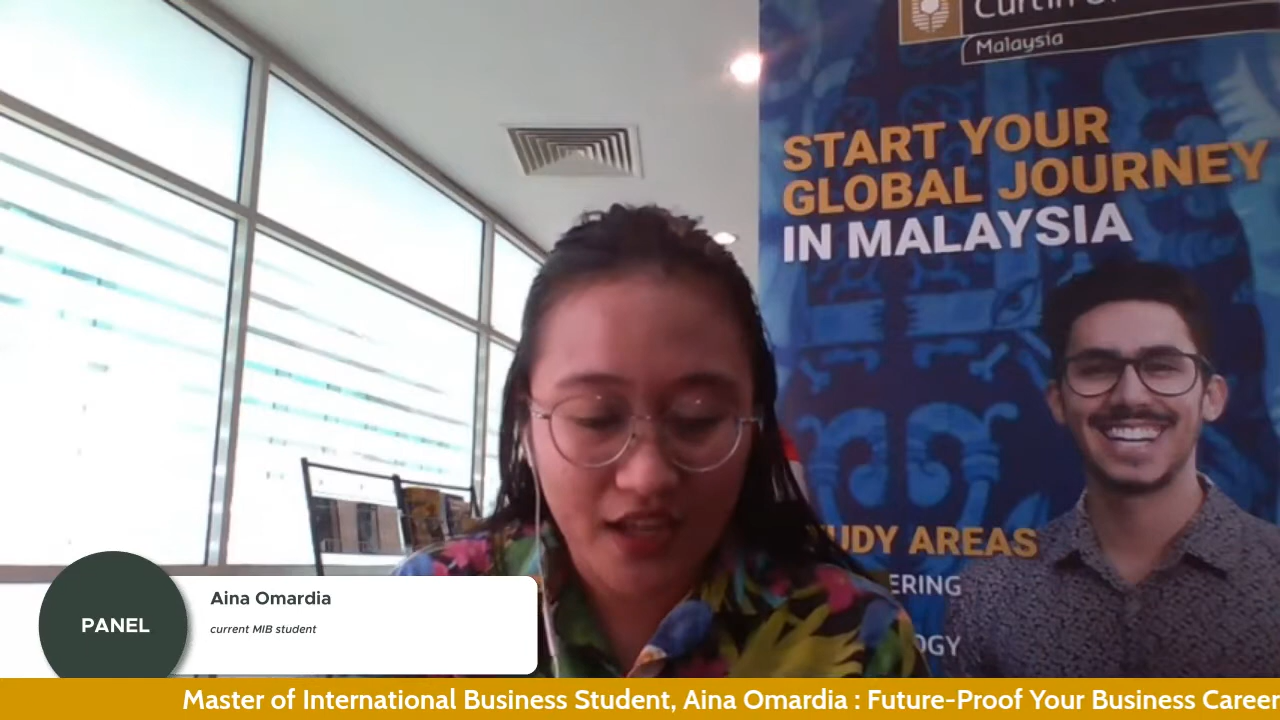 Malaysia
START YOUR
GLOBAL JOURNEY
IN MALAYSIA
AREAS
PANEL
Aina Omardia
current MIB student
Master of International Business Student, Aina Omardia : Future-Proof Your Business Career